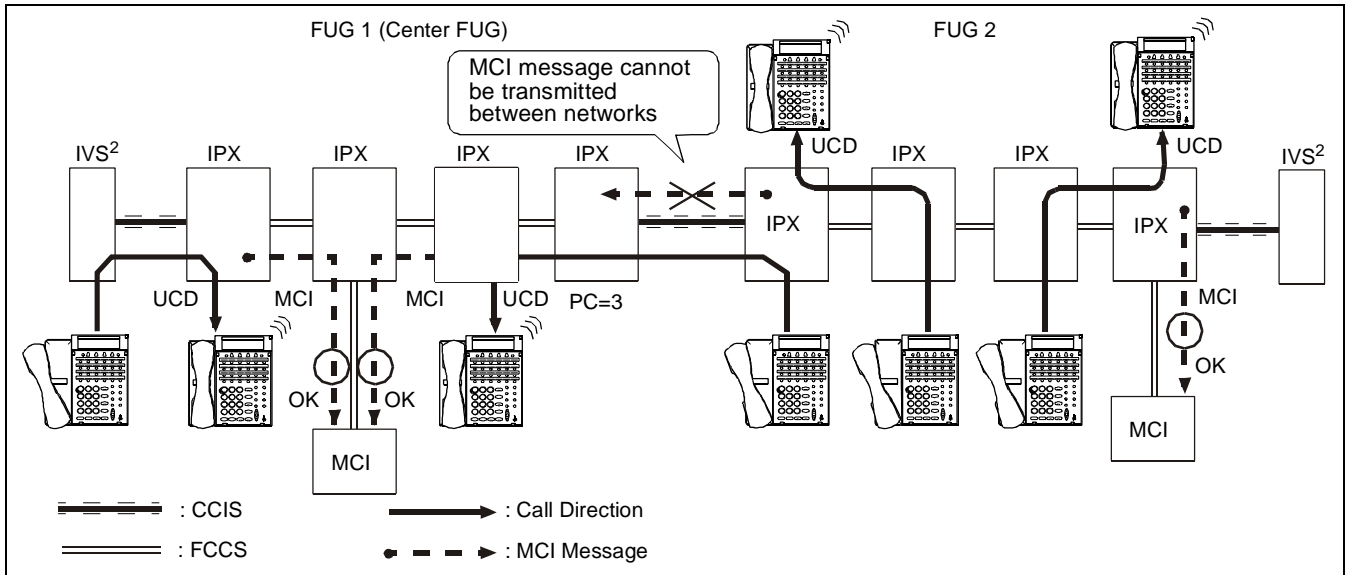 FUG 1 (Center FUG)
FUG 2
MCI message cannot
be transmitted
between networks
UCD
UCD
IVS2
IPX
IPX
IPX
IPX
IPX
IPX
IVS2
IPX
IPX
UCD
MCI
MCI
UCD
PC=3
MCI
OK
OK
OK
MCI
MCI
: CCIS
: Call Direction
: FCCS
: MCI Message